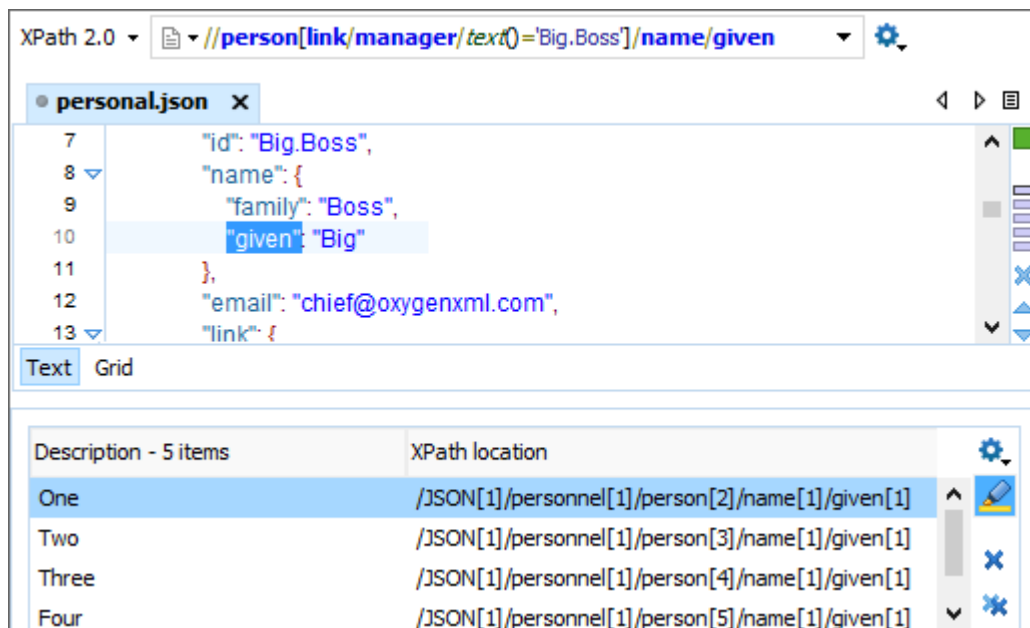 XPath 2.0 //person[link/manager/text()='Big.Boss']/name/given
personal.json
7 "id": "Big.Boss",
8 "name": {
9 "family": "Boss",
10 "given": "Big"
11 },
12 "email": "chief@oxygenxml.com",
13 "link": {
Text Grid
Description - 5 items XPath location
One /JSON[1]/personnel[1]/person[2]/name[1]/given[1]
Two /JSON[1]/personnel[1]/person[3]/name[1]/given[1]
Three /JSON[1]/personnel[1]/person[4]/name[1]/given[1]
Four /JSON[1]/personnel[1]/person[5]/name[1]/given[1]